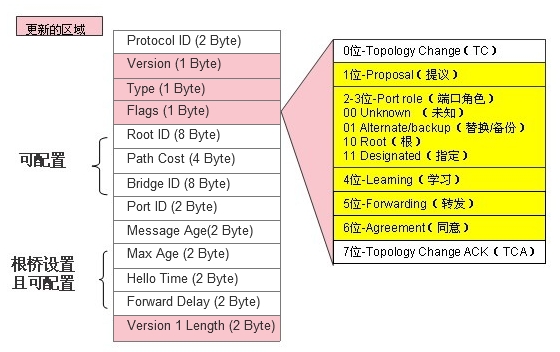 更新的区域
Protocol ID (2 Byte)
Version (1 Byte)
Type (1 Byte)
Flags (1 Byte)
Root ID (8 Byte)
Path Cost (4 Byte)
Bridge ID (8 Byte)
Port ID (2 Byte)
Message Age(2 Byte)
Max Age (2 Byte)
Hello Time (2 Byte)
Forward Delay (2 Byte)
Version 1 Length (2 Byte)
可配置
根桥设置
且可配置
0位-Topology Change（TC）
1位-Proposal（提议）
2-3位-Port role（端口角色）
00 Unknown （未知）
01 Alternate/backup（替换/备份）
10 Root（根）
11 Designated（指定）
4位-Learning（学习）
5位-Forwarding（转发）
6位-Agreement（同意）
7位-Topology Change ACK（TCA）